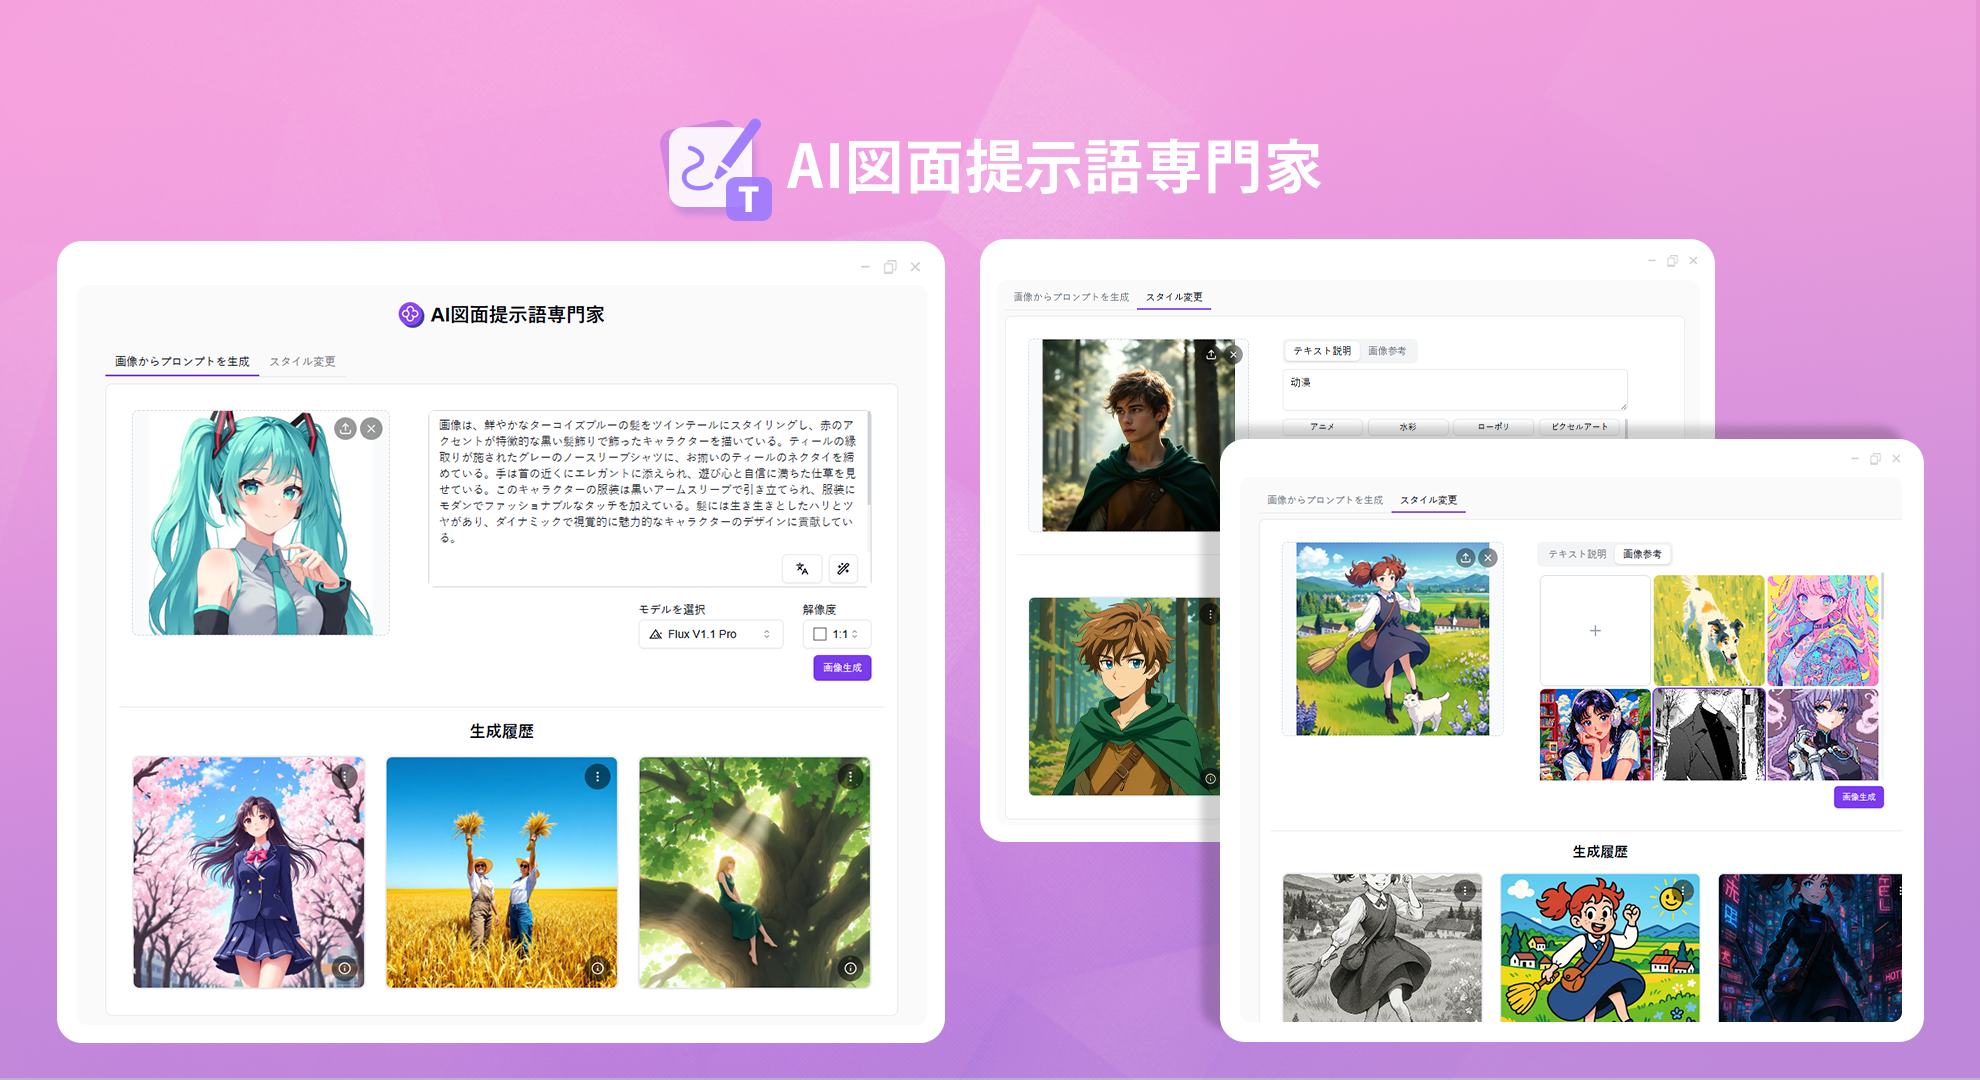 T
AI図面提示語専門家
AI図面提示語専門家
画像からプロンプトを生成
スタイル変更
画像は、鮮やかなターコイズブルーの髪をツインテールにスタイリングし、赤のア
クセントが特徴的な黒い髪飾りで飾ったキャラクターを描いている。ティールの縁
取りが施されたグレーのノースリーブシャツに、お揃いのティールのネクタイを締
めている。手は首の近くにエレガントに添えられ、遊び心と自信に満ちた仕草を見
せている。このキャラクターの服装は黒いアームスリーブで引き立てられ、服装に
モダンでファッショナブルなタッチを加えている。髪には生き生きとしたハリとツ
ヤがあり、ダイナミックで視覚的に魅力的なキャラクターのデザインに貢献してい
る。
モデルを選択
解像度
Flux V1.1 Pro
1:1
画像生成
生成履歴
画像からプロンプトを生成
スタイル変更
テキスト説明
画像参考
动漫
アニメ
水彩
ローポリ
ピクセルアート
画像からプロンプトを生成
スタイル変更
テキスト説明
画像参考
画像生成
生成履歴
HOT